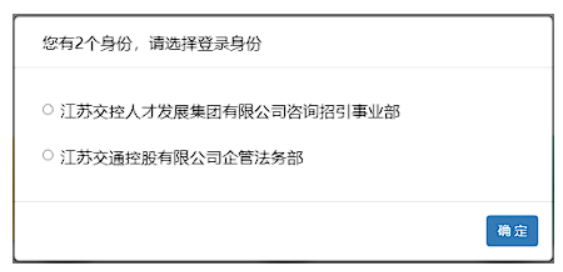 您有2个身份，请选择登录身份
江苏交控人才发展集团有限公司咨询招引事业部
江苏交通控股有限公司企管法务部
确定